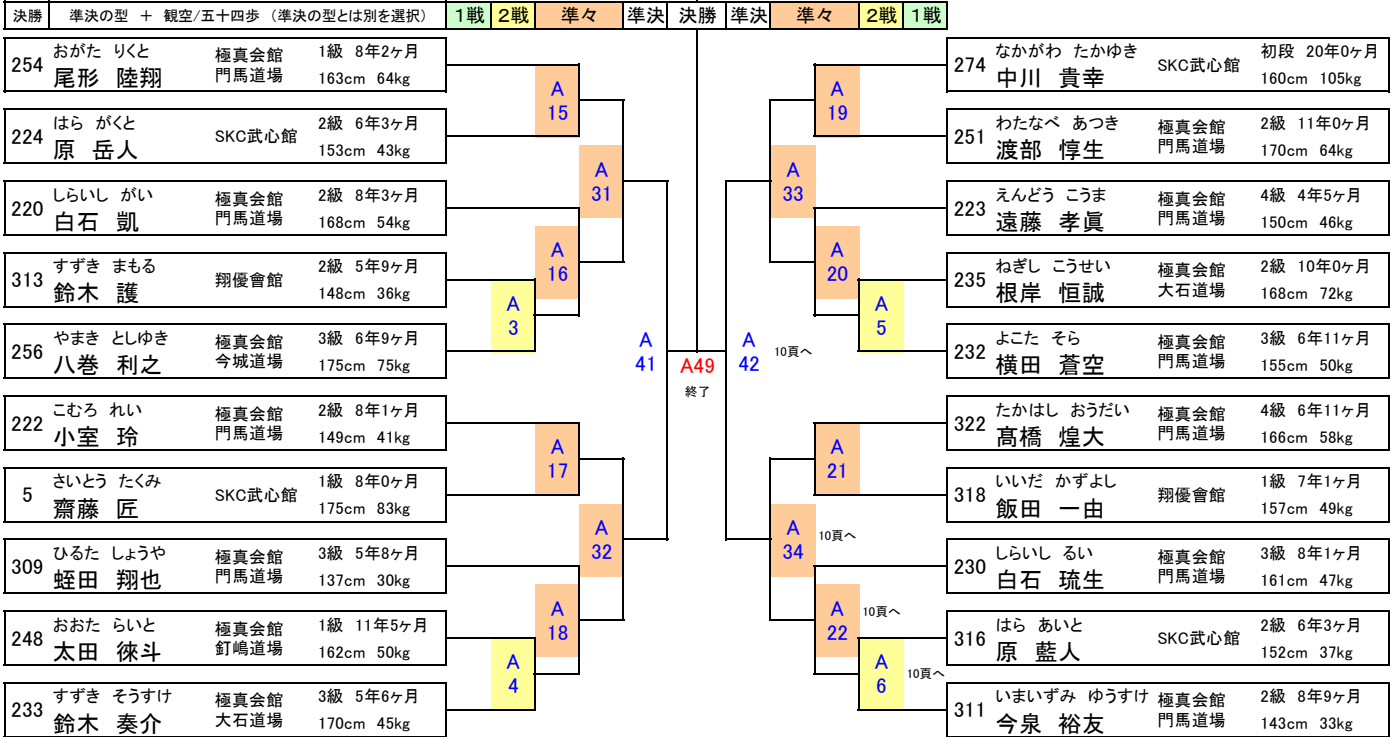 決勝 準決の型 ＋ 観空/五十四歩 （準決の型とは別を選択） 1戦 2戦 準々 準決 決勝 準決 準々 2戦 1戦
254 おがた りくと 極真会館 1級 8年2ヶ月
尾形 陸翔 門馬道場 163cm 64kg
224 はら がくと SKC武心館 2級 6年3ヶ月
原 岳人 153cm 43kg
220 しらいし がい 極真会館 2級 8年3ヶ月
白石 凱 門馬道場 168cm 54kg
313 すずき まもる 翔優會館 2級 5年9ヶ月
鈴木 護 148cm 36kg
256 やまき としゆき 極真会館 3級 6年9ヶ月
八巻 利之 今城道場 175cm 75kg
222 こむろ れい 極真会館 2級 8年1ヶ月
小室 玲 門馬道場 149cm 41kg
5 さいとう たくみ SKC武心館 1級 8年0ヶ月
齋藤 匠 175cm 83kg
309 ひるた しょうや 極真会館 3級 5年8ヶ月
蛭田 翔也 門馬道場 137cm 30kg
248 おおた らいと 極真会館 1級 11年5ヶ月
太田 徠斗 釘嶋道場 162cm 50kg
233 すずき そうすけ 極真会館 3級 5年6ヶ月
鈴木 奏介 大石道場 170cm 45kg
A
15
A
31
A
16
A
3
A
41
A
17
A
32
A
18
A
4
A49
終了
A
42
10頁へ
A
19
A
33
A
20
A
5
A
21
A
34
10頁へ
A
22
10頁へ
A
6
10頁へ
274 なかがわ たかゆき SKC武心館 初段 20年0ヶ月
中川 貴幸 160cm 105kg
251 わたなべ あつき 極真会館 2級 11年0ヶ月
渡部 惇生 門馬道場 170cm 64kg
223 えんどう こうま 極真会館 4級 4年5ヶ月
遠藤 孝眞 門馬道場 150cm 46kg
235 ねぎし こうせい 極真会館 2級 10年0ヶ月
根岸 恒誠 大石道場 168cm 72kg
232 よこた そら 極真会館 3級 6年11ヶ月
横田 蒼空 門馬道場 155cm 50kg
322 たかはし おうだい 極真会館 4級 6年11ヶ月
髙橋 煌大 門馬道場 166cm 58kg
318 いいだ かずよし 翔優會館 1級 7年1ヶ月
飯田 一由 157cm 49kg
230 しらいし るい 極真会館 3級 8年1ヶ月
白石 琉生 門馬道場 161cm 47kg
316 はら あいと SKC武心館 2級 6年3ヶ月
原 藍人 152cm 37kg
311 いまいずみ ゆうすけ 極真会館 2級 8年9ヶ月
今泉 裕友 門馬道場 143cm 33kg